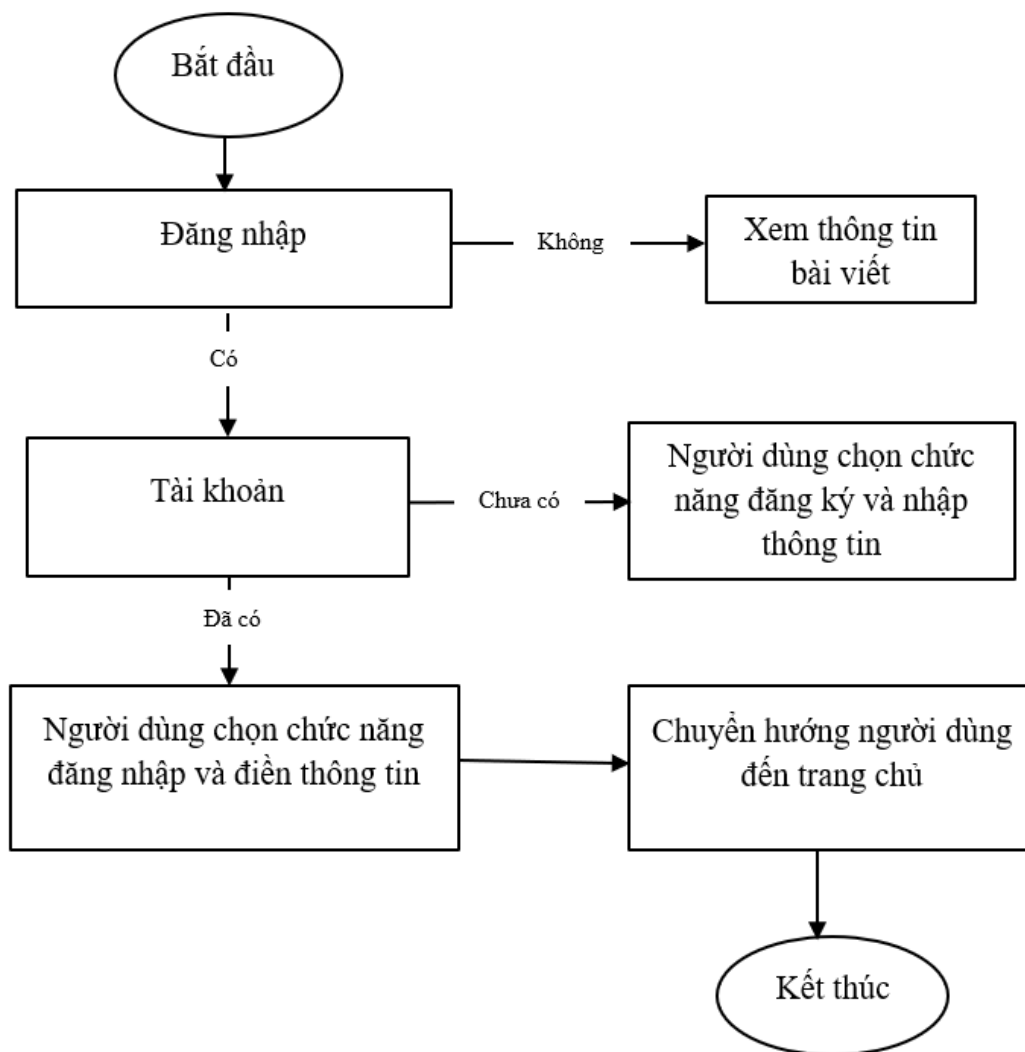 Bắt đầu
Đăng nhập
Không
Xem thông tin
bài viết
Có
Tài khoản
Chưa có
Người dùng chọn chức
năng đăng ký và nhập
thông tin
Đã có
Người dùng chọn chức năng
đăng nhập và điền thông tin
Chuyển hướng người dùng
đến trang chủ
Kết thúc